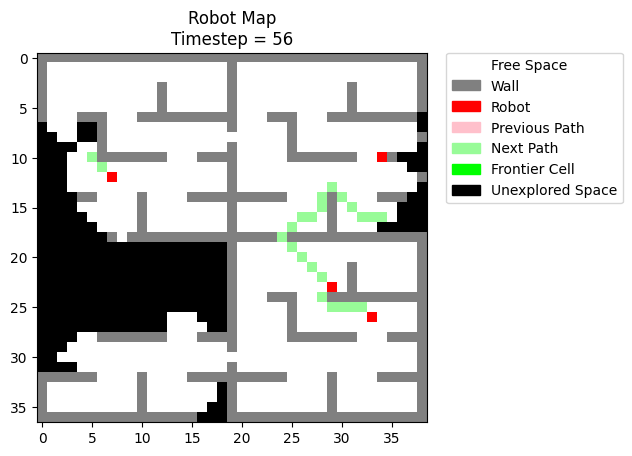 Robot Map
Timestep = 56
Free Space
Wall
Robot
Previous Path
Next Path
Frontier Cell
Unexplored Space
0
5
10
15
20
25
30
35
0
5
10
15
20
25
30
35